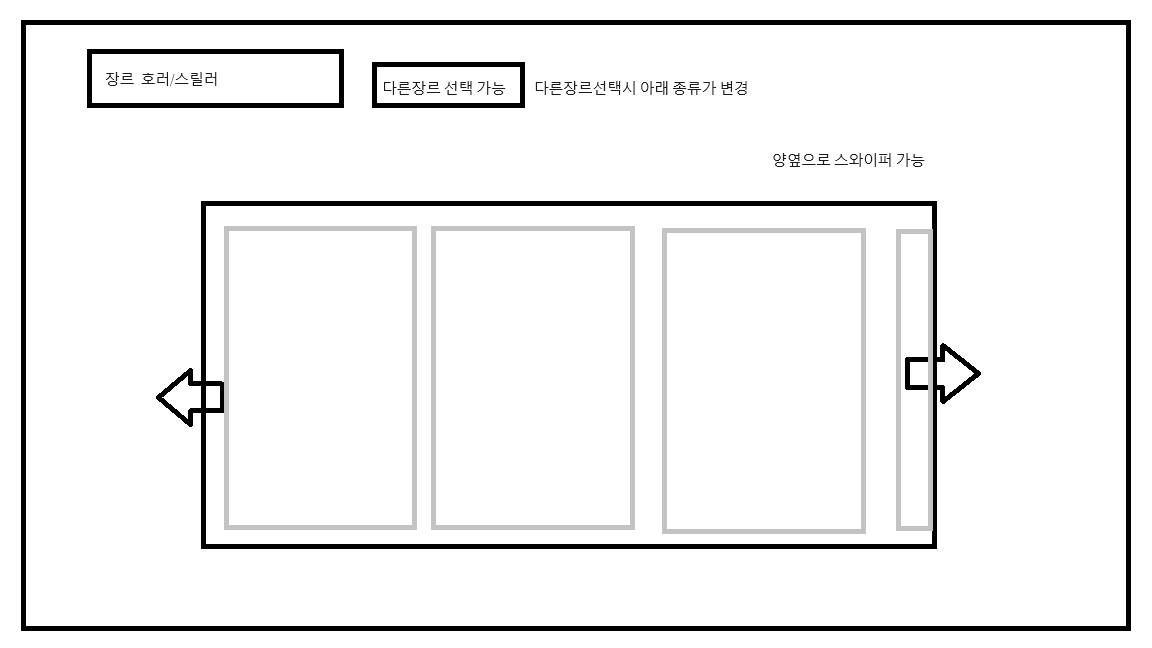 장르 호러/스릴러
다른장르 선택 가능
다른장르선택시 아래 종류가 변경
양옆으로 스와이퍼 가능